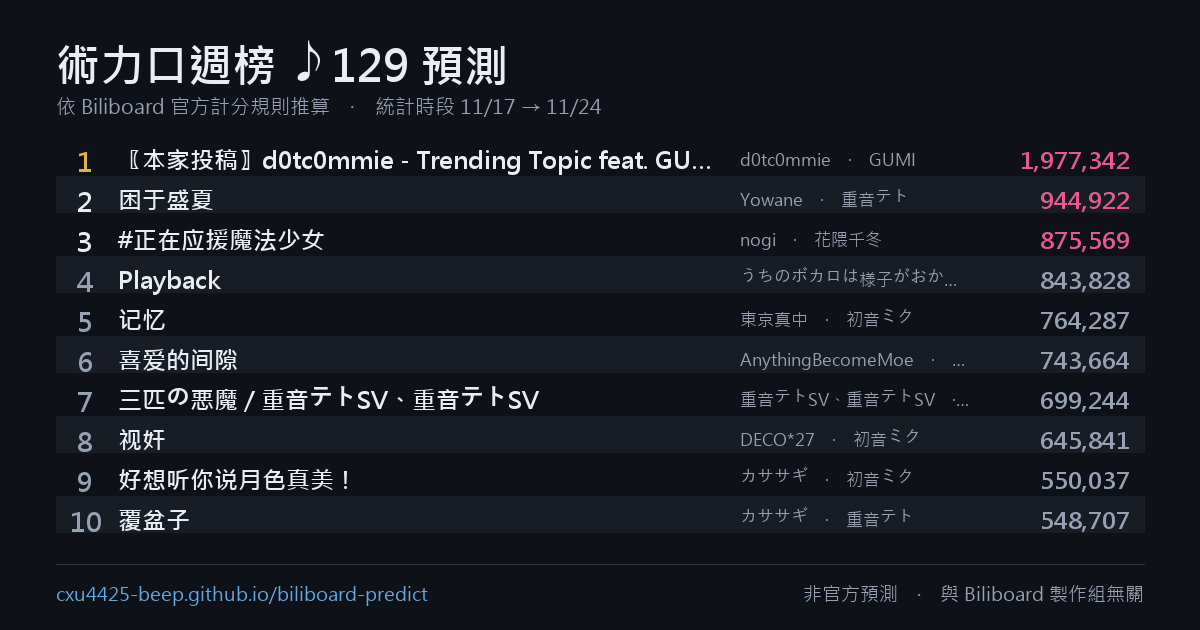 術力口週榜 ♪129 預測
依 Biliboard 官方計分規則推算 · 統計時段 11/17 → 11/24
1 〖本家投稿〗d0tc0mmie - Trending Topic feat. GU... d0tc0mmie · GUMI 1,977,342
2 困于盛夏 Yowane · 重音テト 944,922
3 #正在应援魔法少女 nogi · 花隈千冬 875,569
4 Playback うちのボカロは様子がおか... 843,828
5 记忆 東京真中 · 初音ミク 764,287
6 喜爱的间隙 AnythingBecomeMoe · ... 743,664
7 三匹の悪魔 / 重音テトSV、重音テトSV 重音テトSV、重音テトSV ·... 699,244
8 视奸 DECO*27 · 初音ミク 645,841
9 好想听你说月色真美！ カササギ · 初音ミク 550,037
10 覆盆子 カササギ · 重音テト 548,707
cxu4425-beep.github.io/biliboard-predict 非官方預測 · 與 Biliboard 製作組無關